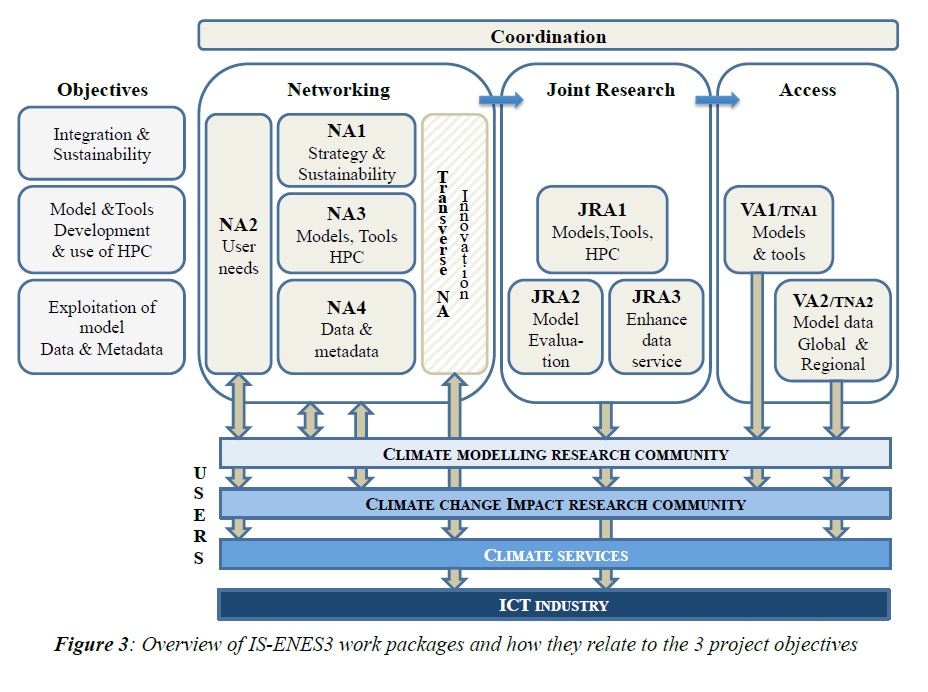 Coordination
Objectives
Integration &
Sustainability
Model &Tools
Development
& use of HPC
Exploitation of
model
Data & Metadata
Networking
NA2
User
needs
NA1
Strategy &
Sustainability
NA3
Models, Tools
HPC
NA4
Data &
metadata
Transverse NA
Innovation
Joint Research
JRA1
Models,Tools,
HPC
JRA2
Model
Evalua-
tion
JRA3
Enhance
data
service
Access
VA1/TNA1
Models
& tools
VA2/TNA2
Model data
Global &
Regional
USERS
CLIMATE MODELLING RESEARCH COMMUNITY
CLIMATE CHANGE IMPACT RESEARCH COMMUNITY
CLIMATE SERVICES
ICT INDUSTRY
Figure 3: Overview of IS-ENES3 work packages and how they relate to the 3 project objectives